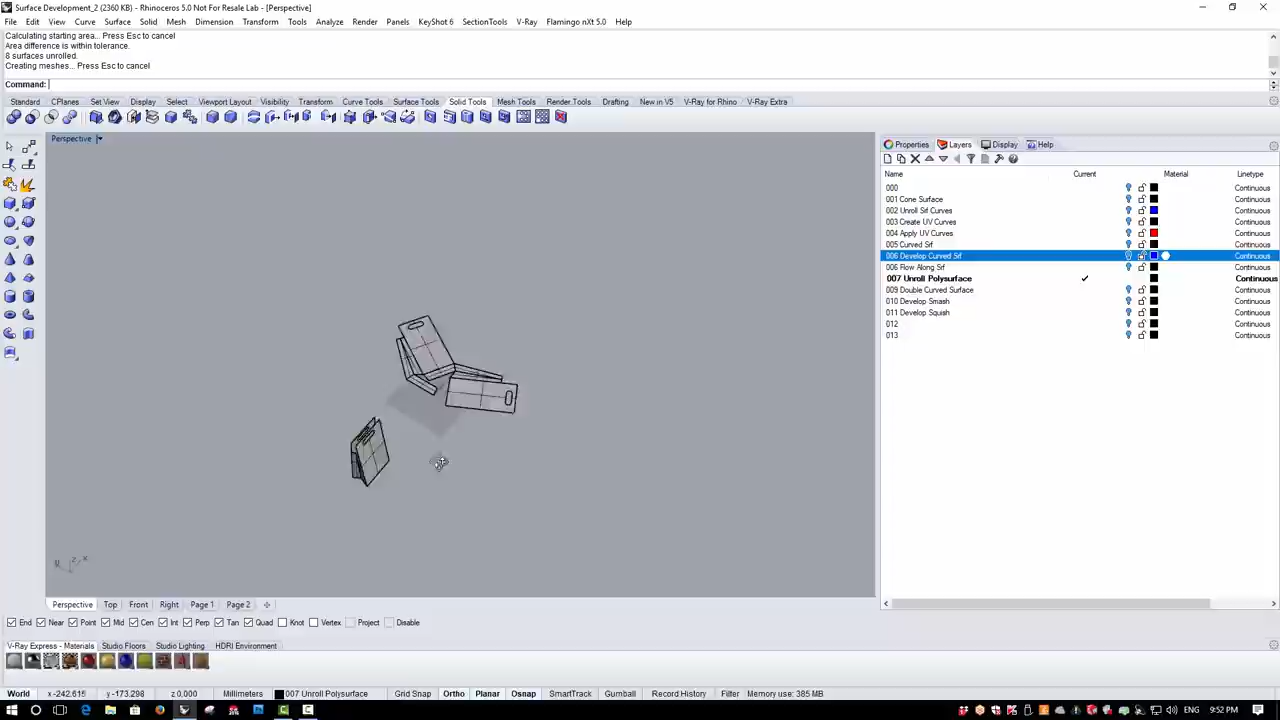 Surface Development_2 (2360 KB) - Rhinoceros 5.0 Not For Resale Lab - [Perspective]
File Edit View Curve Surface Solid Mesh Dimension Transform Tools Analyze Render Panels KeyShot 6 SectionTools V-Ray Flamingo nXt 5.0 Help
Calculating starting area... Press Esc to cancel
Area difference is within tolerance.
8 surfaces unrolled.
Creating meshes... Press Esc to cancel
Command:
Standard CPlanes Set View Display Select Viewport Layout Visibility Transform Curve Tools Surface Tools Solid Tools Mesh Tools Render Tools Drafting New in V5 V-Ray for Rhino V-Ray Extra
Perspective
Properties Layers Display Help
Name Current Material Linetype
000 Continuous
001 Cone Surface Continuous
002 Unroll Srf Curves Continuous
003 Create UV Curves Continuous
004 Apply UV Curves Continuous
005 Curved Srf Continuous
006 Develop Curved Srf Continuous
006 Flow Along Srf Continuous
007 Unroll Polysurface Continuous
009 Double Curved Surface Continuous
010 Develop Smash Continuous
011 Develop Squish Continuous
012 Continuous
013 Continuous
z x
Perspective Top Front Right Page 1 Page 2
End Near Point Mid Cen Int Perp Tan Quad Knot Vertex Project Disable
V-Ray Express - Materials Studio Floors Studio Lighting HDRI Environment
World x -242.615 y -173.298 z 0.000 Millimeters 007 Unroll Polysurface Grid Snap Ortho Planar Osnap SmartTrack Gumball Record History Filter Memory use: 385 MB
ENG 9:52 PM